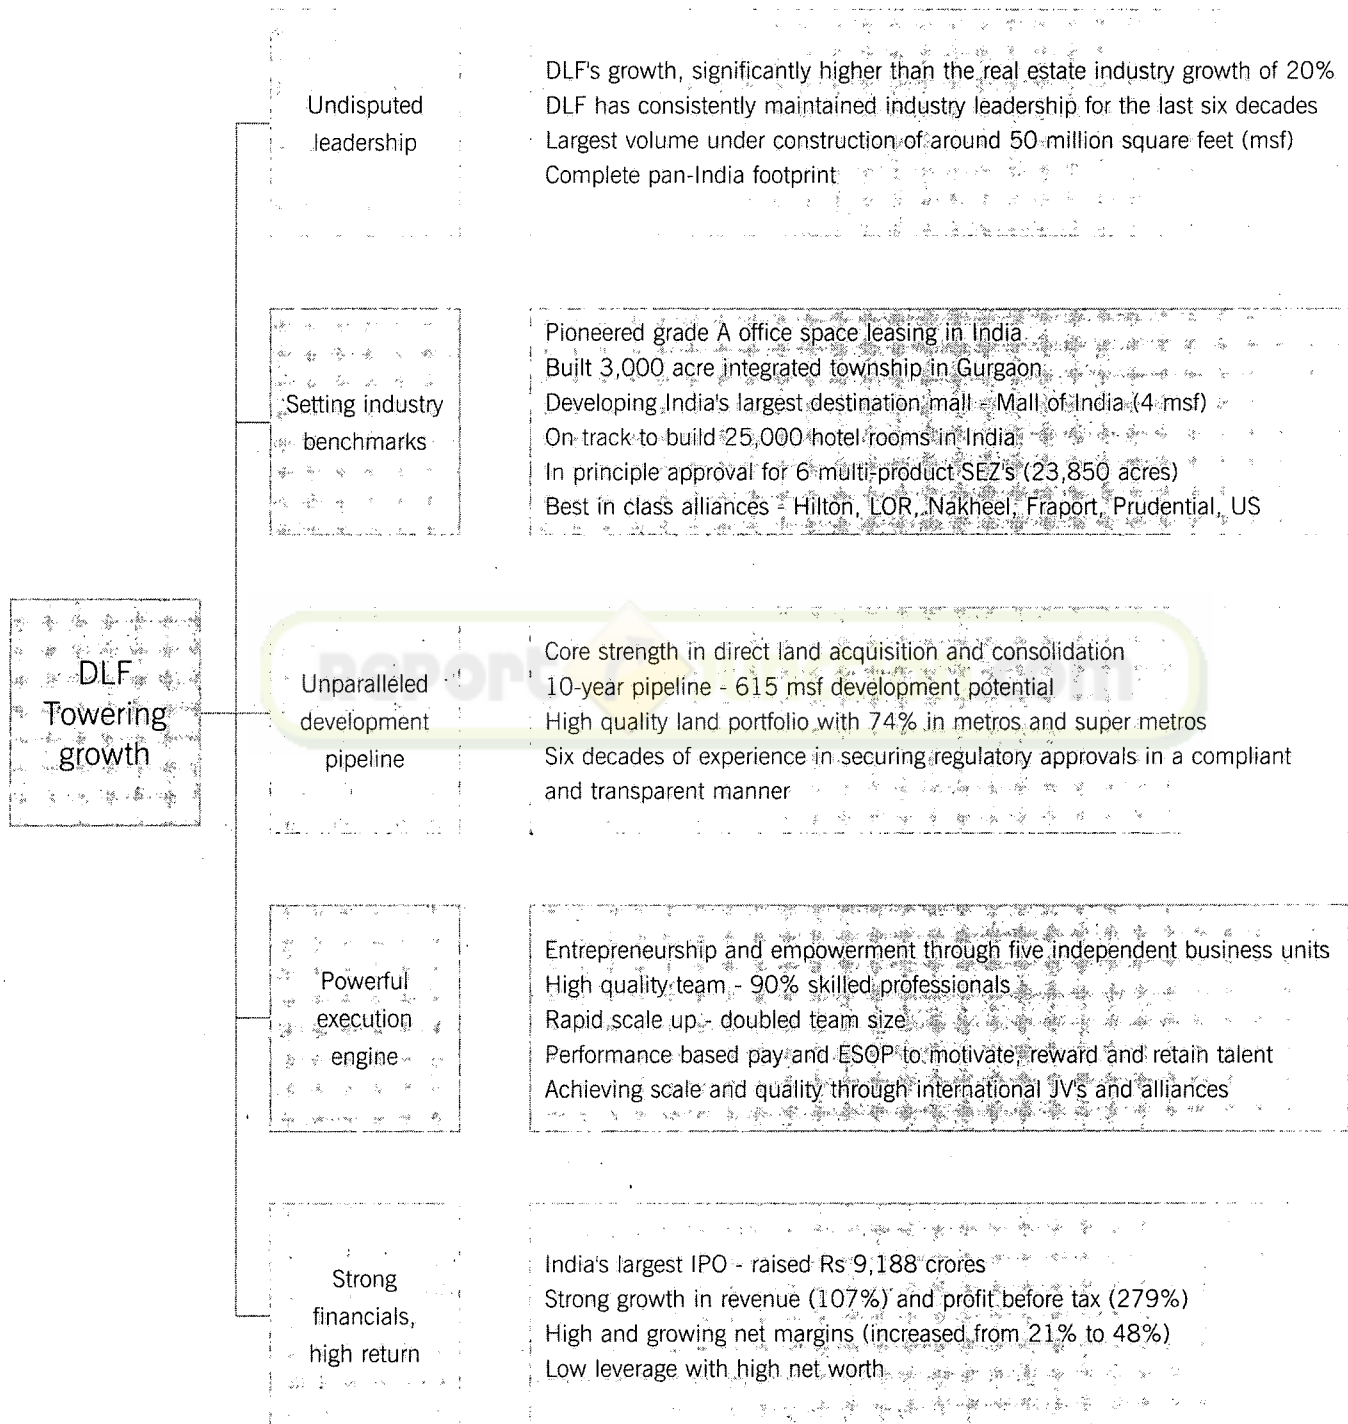 Undisputed
leadership
DLF's growth, significantly higher than the real estate industry growth of 20%
DLF has consistently maintained industry leadership for the last six decades
Largest volume under construction of around 50 million square feet (msf)
Complete pan-India footprint
Setting industry
benchmarks
Pioneered grade A office space leasing in India
Built 3,000 acre integrated township in Gurgaon
Developing India's largest destination mall - Mall of India (4 msf)
On track to build 25,000 hotel rooms in India
In principle approval for 6 multi-product SEZ's (23,850 acres)
Best in class alliances - Hilton, LOR, Nakheel, Fraport, Prudential, US
DLF
Towering
growth
Unparalleled
development
pipeline
Core strength in direct land acquisition and consolidation
10-year pipeline - 615 msf development potential
High quality land portfolio with 74% in metros and super metros
Six decades of experience in securing regulatory approvals in a compliant
and transparent manner
Powerful
execution
engine
Entrepreneurship and empowerment through five independent business units
High quality team - 90% skilled professionals
Rapid scale up - doubled team size
Performance based pay and ESOP to motivate, reward and retain talent
Achieving scale and quality through international JV's and alliances
Strong
financials,
high return
India's largest IPO - raised Rs 9,188 crores
Strong growth in revenue (107%) and profit before tax (279%)
High and growing net margins (increased from 21% to 48%)
Low leverage with high net worth